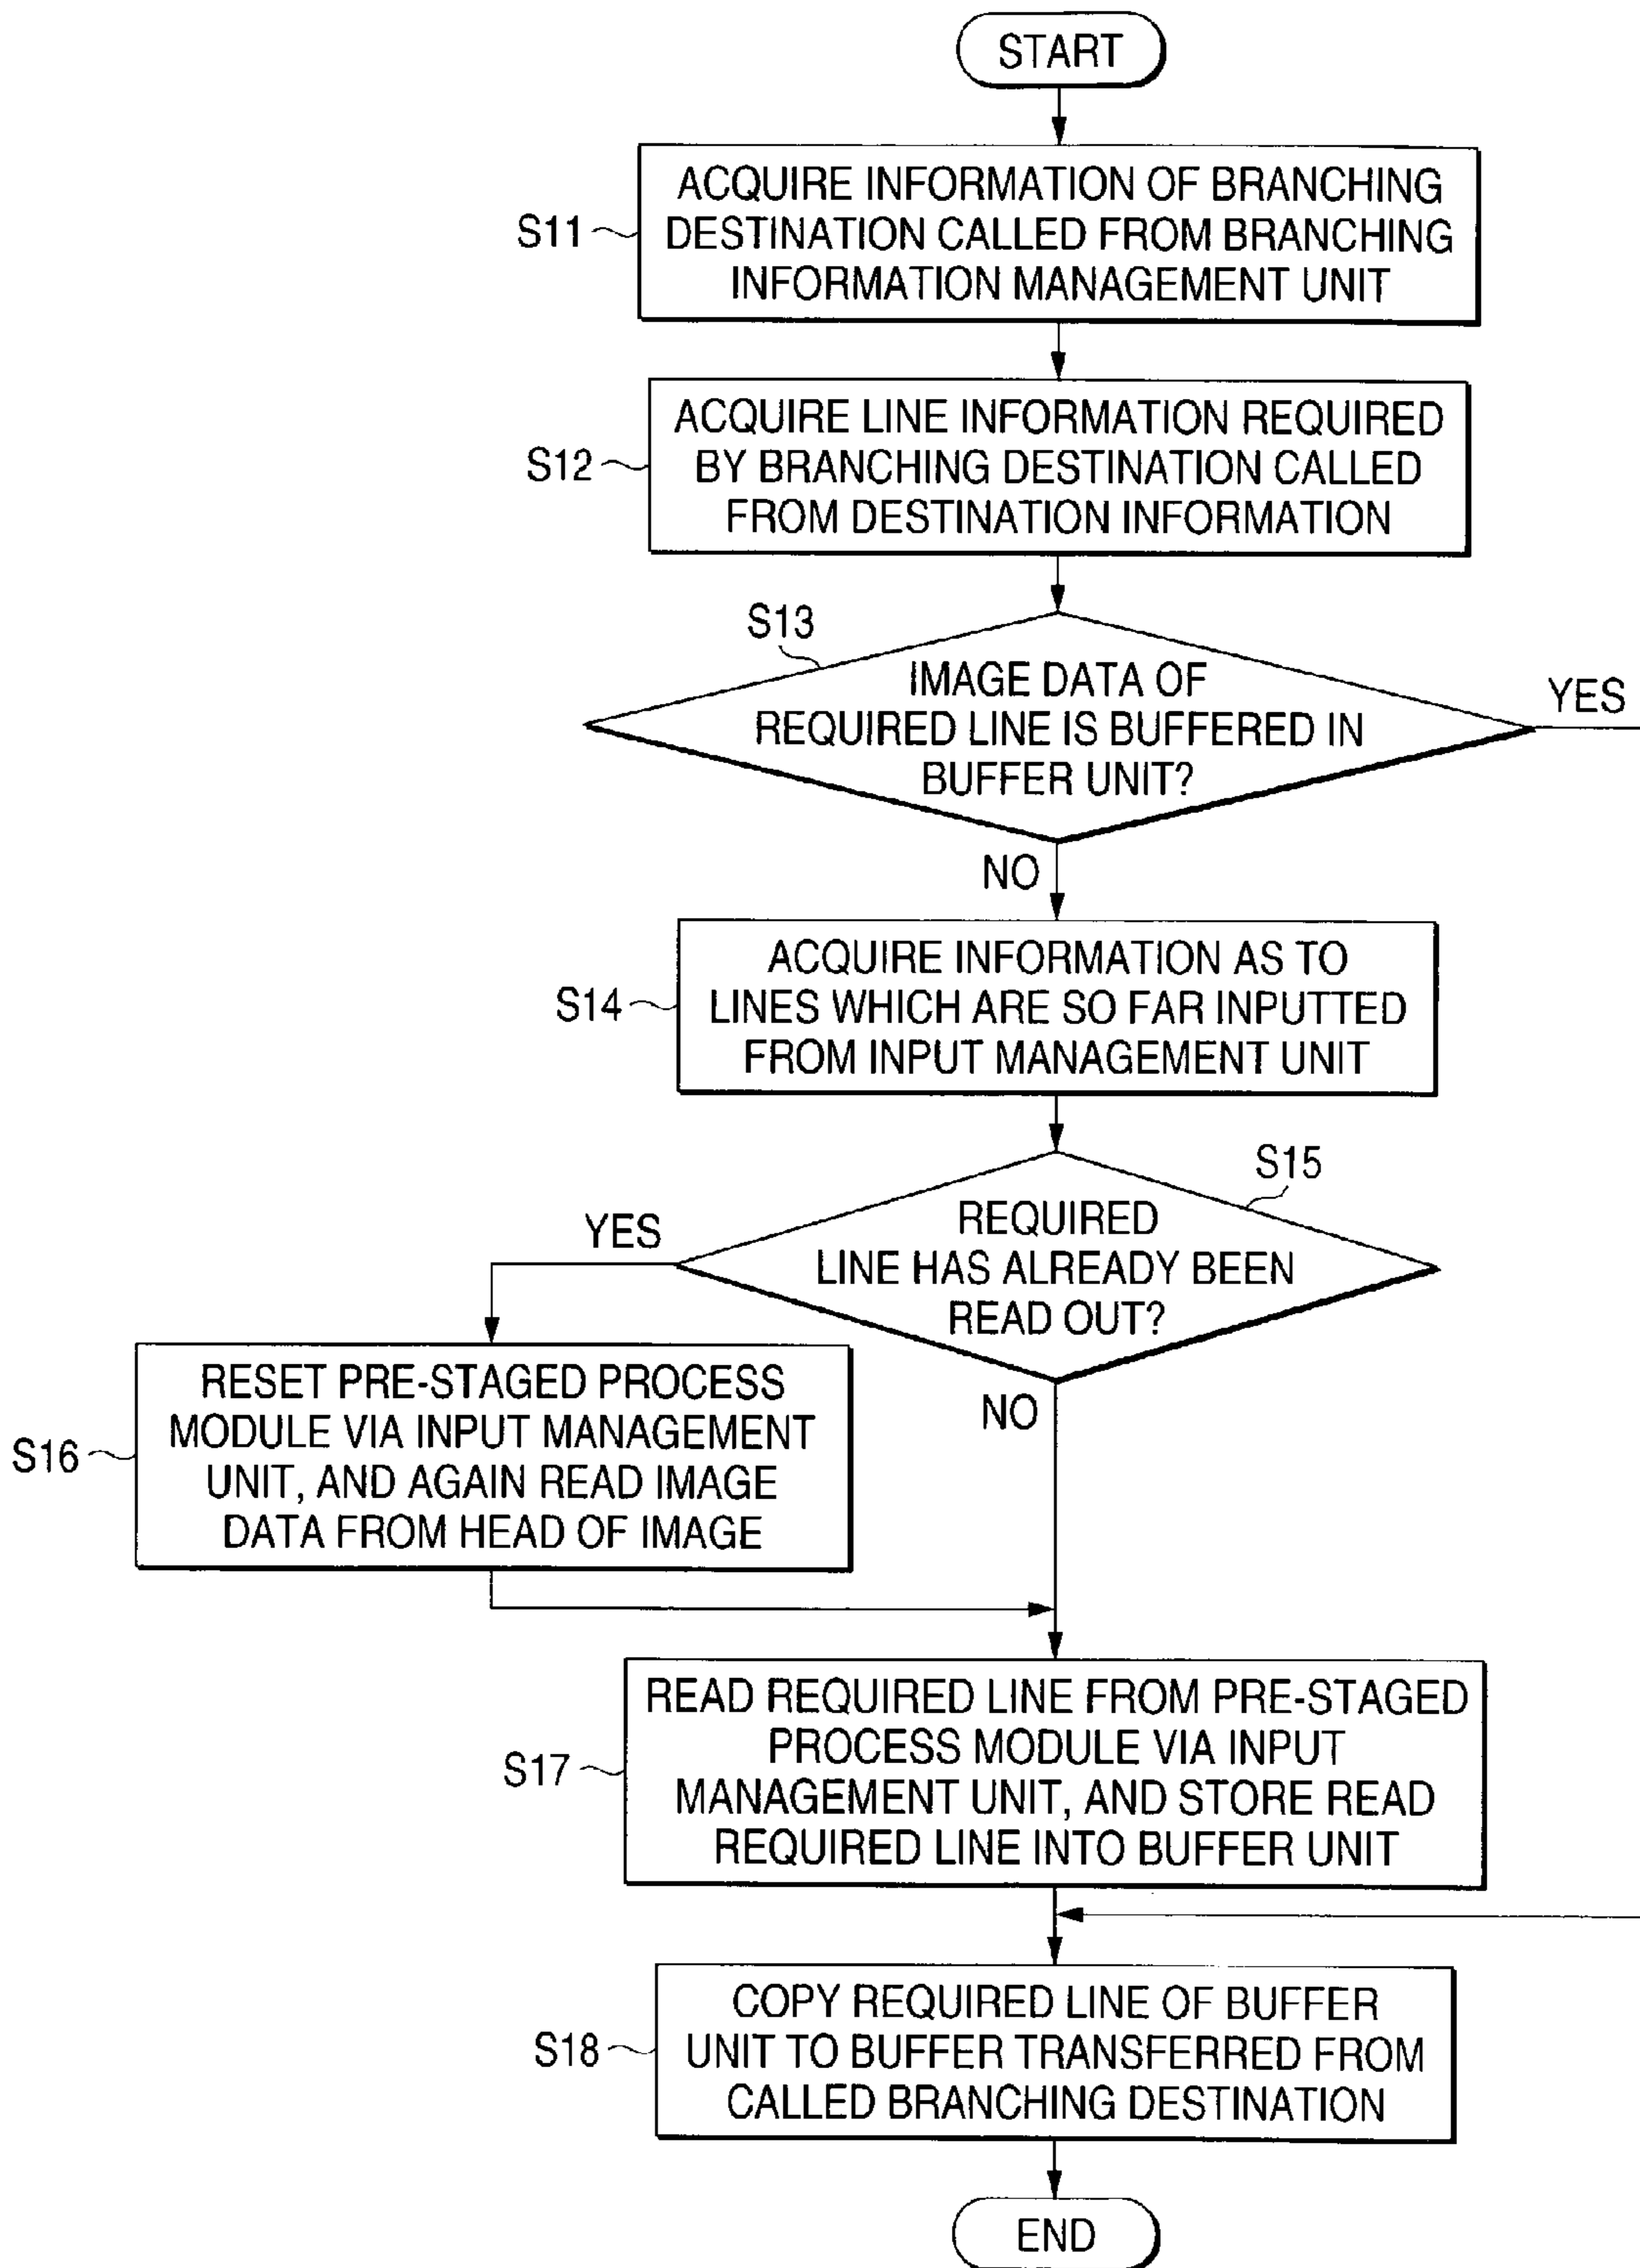 START
S11
ACQUIRE INFORMATION OF BRANCHING
DESTINATION CALLED FROM BRANCHING
INFORMATION MANAGEMENT UNIT
S12
ACQUIRE LINE INFORMATION REQUIRED
BY BRANCHING DESTINATION CALLED
FROM DESTINATION INFORMATION
S13
IMAGE DATA OF
REQUIRED LINE IS BUFFERED IN
BUFFER UNIT?
YES
NO
S14
ACQUIRE INFORMATION AS TO
LINES WHICH ARE SO FAR INPUTTED
FROM INPUT MANAGEMENT UNIT
S15
REQUIRED
LINE HAS ALREADY BEEN
READ OUT?
YES
NO
S16
RESET PRE-STAGED PROCESS
MODULE VIA INPUT MANAGEMENT
UNIT, AND AGAIN READ IMAGE
DATA FROM HEAD OF IMAGE
S17
READ REQUIRED LINE FROM PRE-STAGED
PROCESS MODULE VIA INPUT
MANAGEMENT UNIT, AND STORE READ
REQUIRED LINE INTO BUFFER UNIT
S18
COPY REQUIRED LINE OF BUFFER
UNIT TO BUFFER TRANSFERRED FROM
CALLED BRANCHING DESTINATION
END